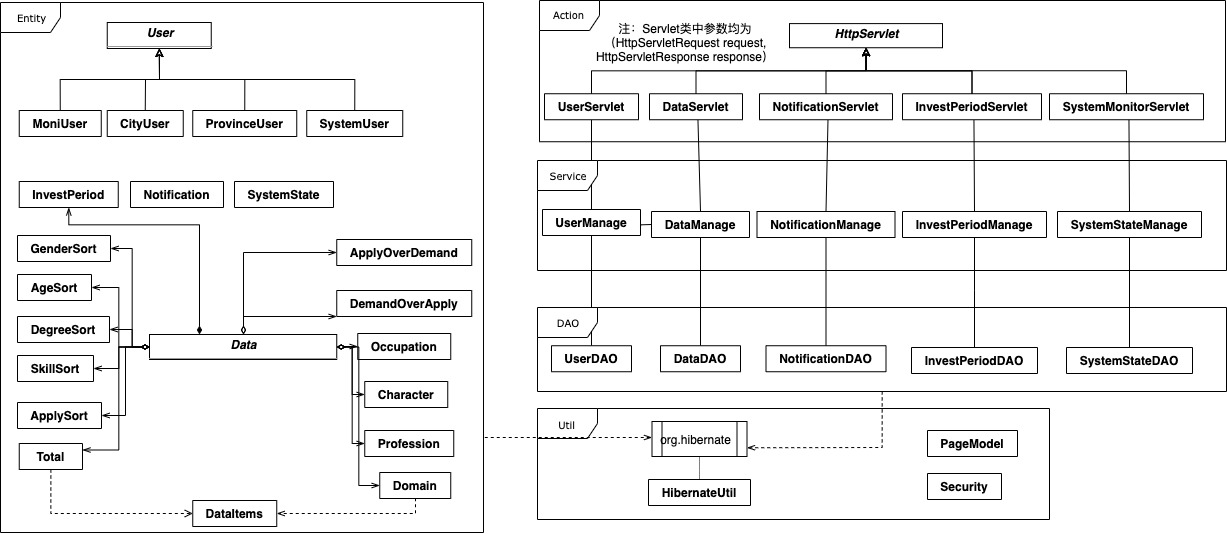 Entity
User
MoniUser
CityUser
ProvinceUser
SystemUser
InvestPeriod
Notification
SystemState
GenderSort
ApplyOverDemand
AgeSort
DemandOverApply
DegreeSort
Data
Occupation
SkillSort
Character
ApplySort
Profession
Total
Domain
DataItems
Action
注：Servlet类中参数均为
（HttpServletRequest request,
HttpServletResponse response）
HttpServlet
UserServlet
DataServlet
NotificationServlet
InvestPeriodServlet
SystemMonitorServlet
Service
UserManage
DataManage
NotificationManage
InvestPeriodManage
SystemStateManage
DAO
UserDAO
DataDAO
NotificationDAO
InvestPeriodDAO
SystemStateDAO
Util
org.hibernate
PageModel
HibernateUtil
Security